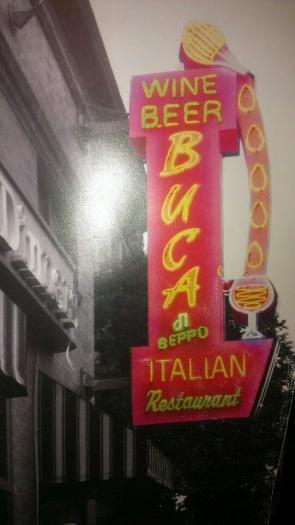 WINE
BEER
BUCA
di
BEPPO
ITALIAN
Restaurant